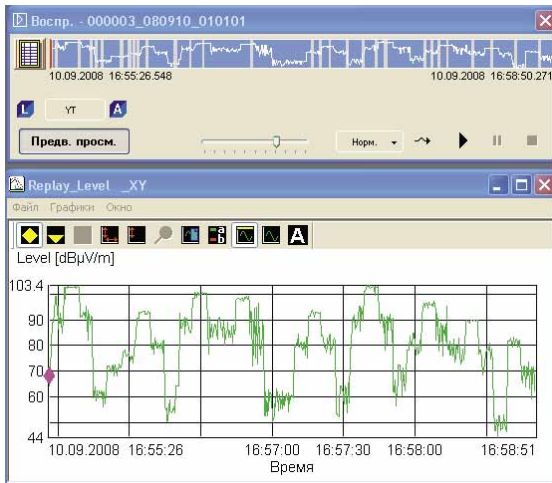 Воспр. - 000003_080910_010101
10.09.2008 16:55:26.548
10.09.2008 16:58:50.271
L YT A
Предв. просм.
Норм.
Replay_Level _XY
Файл Графики Окно
a b A
Level [dBµV/m]
103.4
90
80
70
60
44
10.09.2008 16:55:26 16:57:00 16:57:30 16:58:00 16:58:51
Время